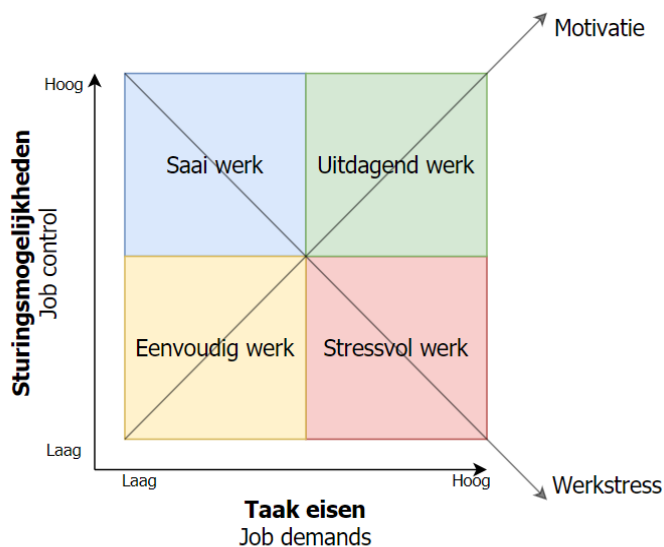 Motivatie
Hoog
Saai werk
Uitdagend werk
Sturingsmogelijkheden
Job control
Eenvoudig werk
Stressvol werk
Laag
Laag
Hoog
Werkstress
Taak eisen
Job demands